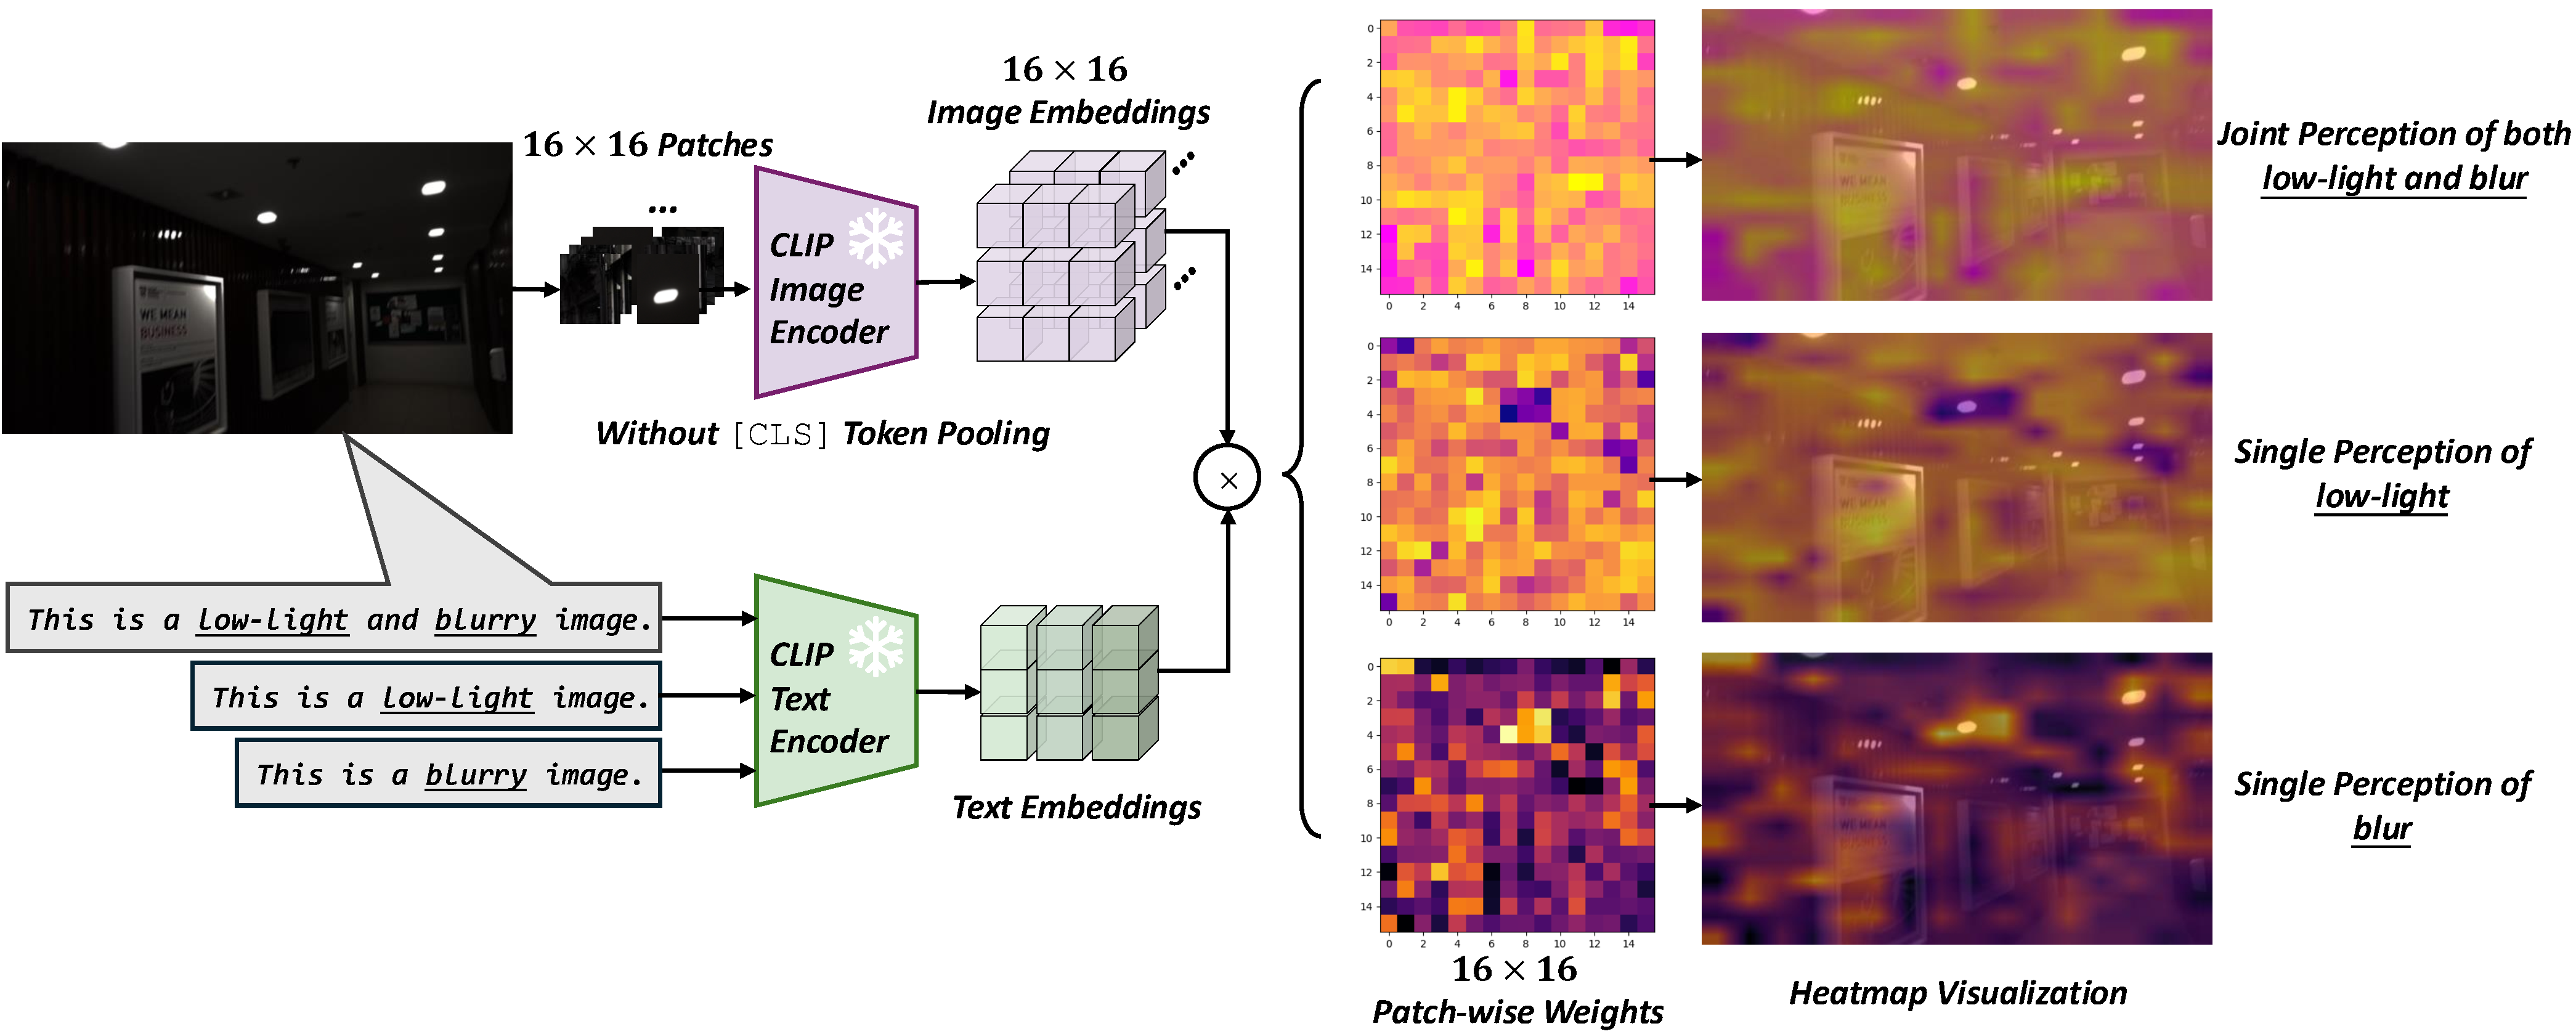 16 × 16 Patches
WE MEAN
BUSINESS
CLIP
Image
Encoder
16 × 16
Image Embeddings
Without [CLS] Token Pooling
This is a low-light and blurry image.
This is a low-light image.
This is a blurry image.
CLIP
Text
Encoder
Text Embeddings
×
0
2
4
6
8
10
12
14
0 2 4 6 8 10 12 14
WE MEAN
BUSINESS
Joint Perception of both
low-light and blur
0
2
4
6
8
10
12
14
0 2 4 6 8 10 12 14
Single Perception of
low-light
0
2
4
6
8
10
12
14
0 2 4 6 8 10 12 14
WE MEAN
Single Perception of
blur
16 × 16
Patch-wise Weights
Heatmap Visualization